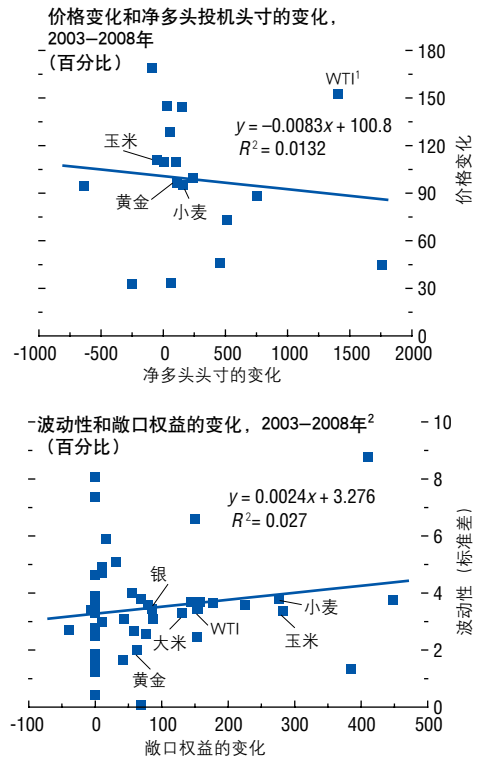 价格变化和净多头投机头寸的变化，
2003–2008年
（百分比）
180
WTI¹
150
y = –0.0083x + 100.8
R² = 0.0132
120
玉米
90
黄金
小麦
价格变化
60
30
0
-1000 -500 0 500 1000 1500 2000
净多头头寸的变化
波动性和敞口权益的变化，2003–2008年²
（百分比）
10
8
y = 0.0024x + 3.276
R² = 0.027
6
银
4
小麦
大米
WTI
玉米
黄金
波动性（标准差）
2
0
-100 0 100 200 300 400 500
敞口权益的变化